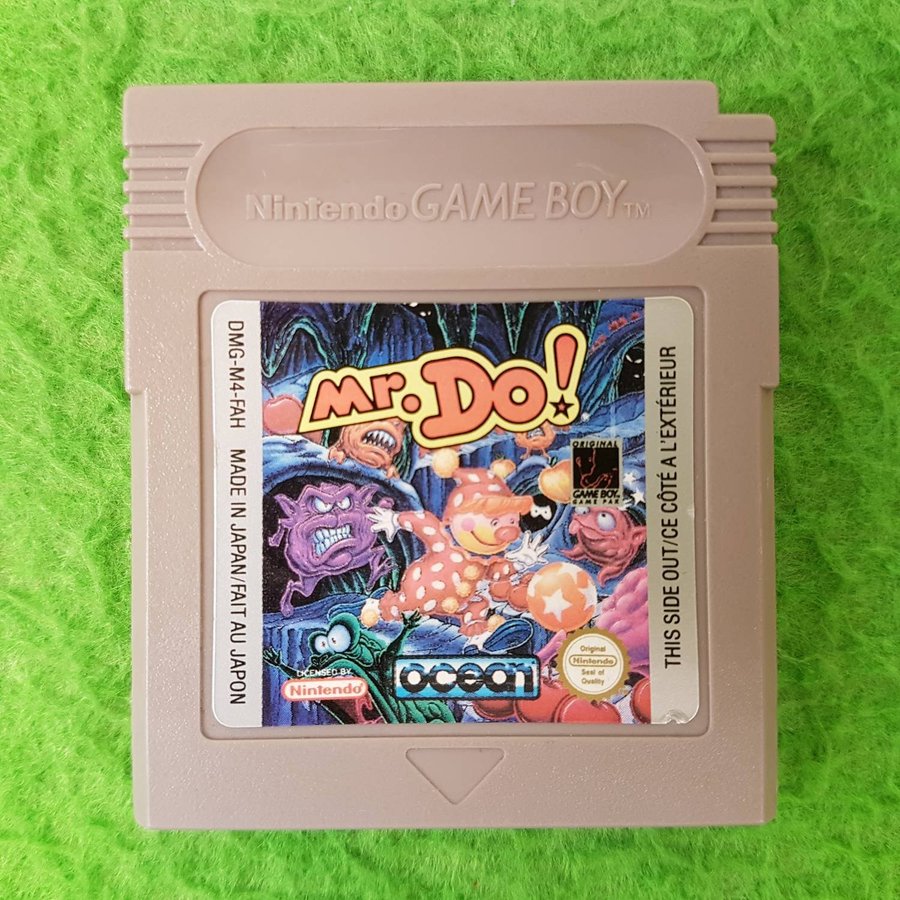 Nintendo GAME BOY TM
DMG-M4-FAH MADE IN JAPAN/FAIT AU JAPON
Mr. Do!
ORIGINAL
GAME BOY
GAME PAK
LICENSED BY
Nintendo
ocean
Original
Nintendo
Seal of
Quality
THIS SIDE OUT/CE CÔTÉ A L'EXTÉRIEUR